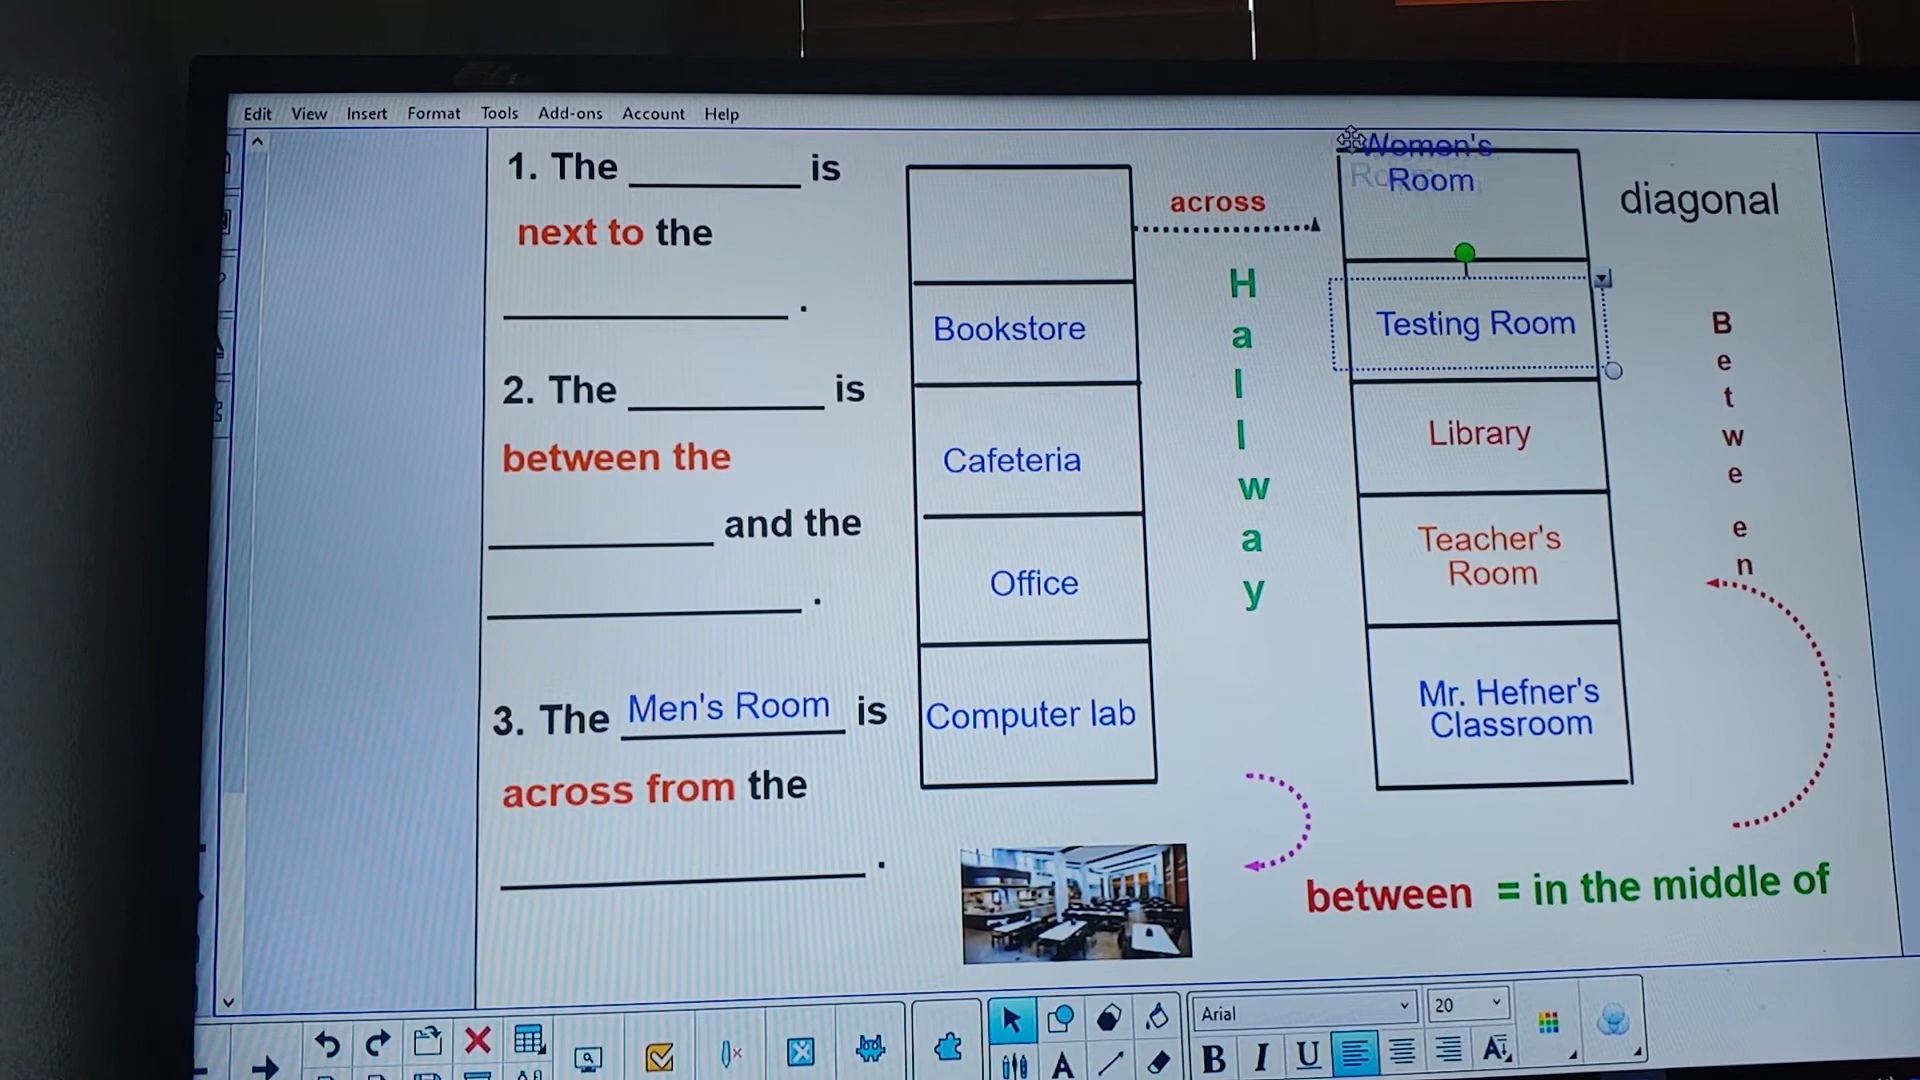 Edit View Insert Format Tools Add-ons Account Help
1. The __________ is
next to the
__________ .
2. The __________ is
between the
__________ and the
__________ .
3. The Men's Room is
across from the
__________ .
Bookstore
Cafeteria
Office
Computer lab
across
H
a
l
l
w
a
y
Women's
Room
Testing Room
Library
Teacher's
Room
Mr. Hefner's
Classroom
diagonal
B
e
t
w
e
e
n
between = in the middle of
Arial 20
B I U A
A